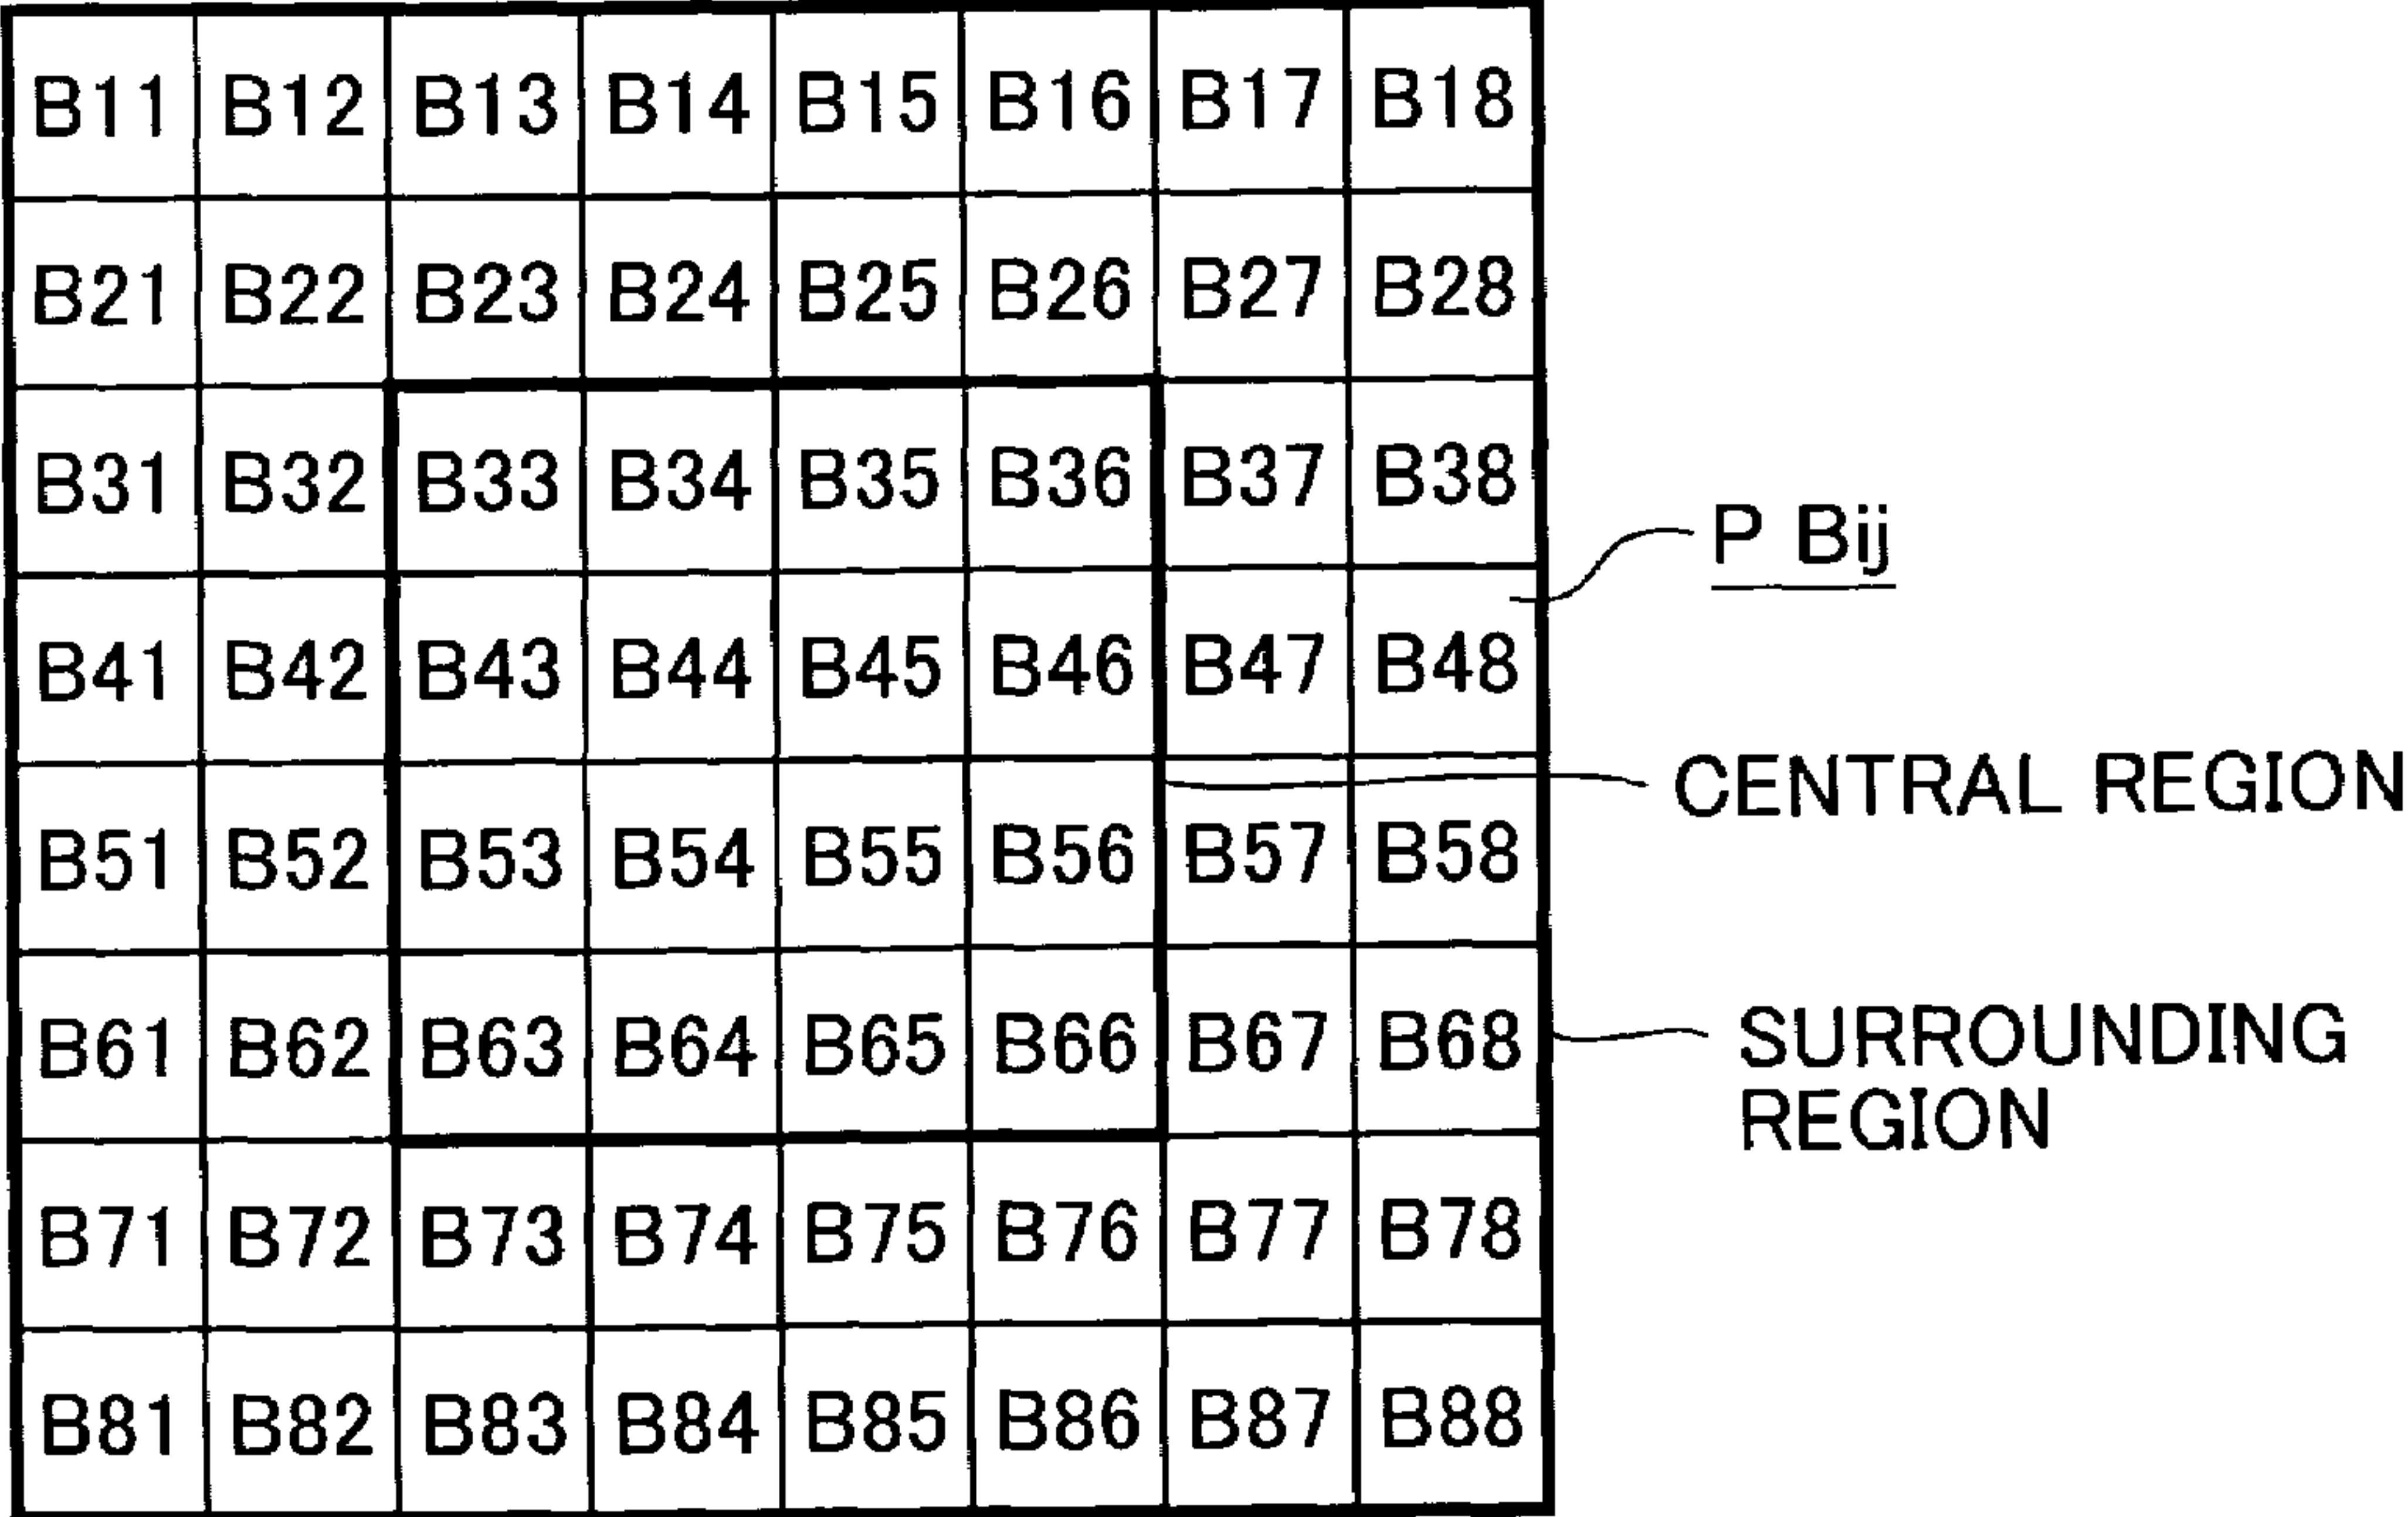 B11 B12 B13 B14 B15 B16 B17 B18
B21 B22 B23 B24 B25 B26 B27 B28
B31 B32 B33 B34 B35 B36 B37 B38
P Bij
B41 B42 B43 B44 B45 B46 B47 B48
CENTRAL REGION
B51 B52 B53 B54 B55 B56 B57 B58
B61 B62 B63 B64 B65 B66 B67 B68
SURROUNDING
REGION
B71 B72 B73 B74 B75 B76 B77 B78
B81 B82 B83 B84 B85 B86 B87 B88